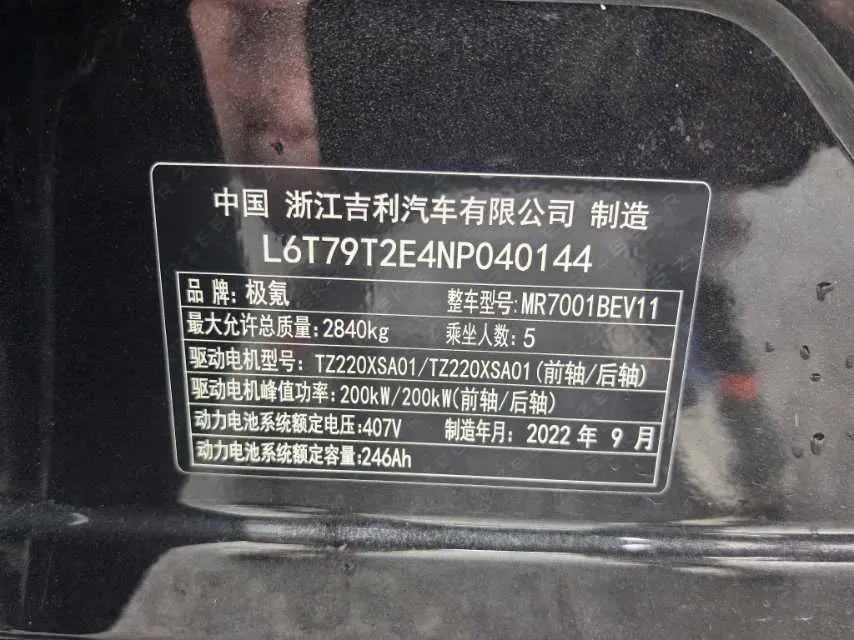 中国 浙江吉利汽车有限公司 制造
L6T79T2E4NP040144
品牌:极氪 整车型号:MR7001BEV11
最大允许总质量:2840kg 乘坐人数:5
驱动电机型号:TZ220XSA01/TZ220XSA01(前轴/后轴)
驱动电机峰值功率:200kW/200kW(前轴/后轴)
动力电池系统额定电压:407V 制造年月:2022年9月
动力电池系统额定容量:246Ah